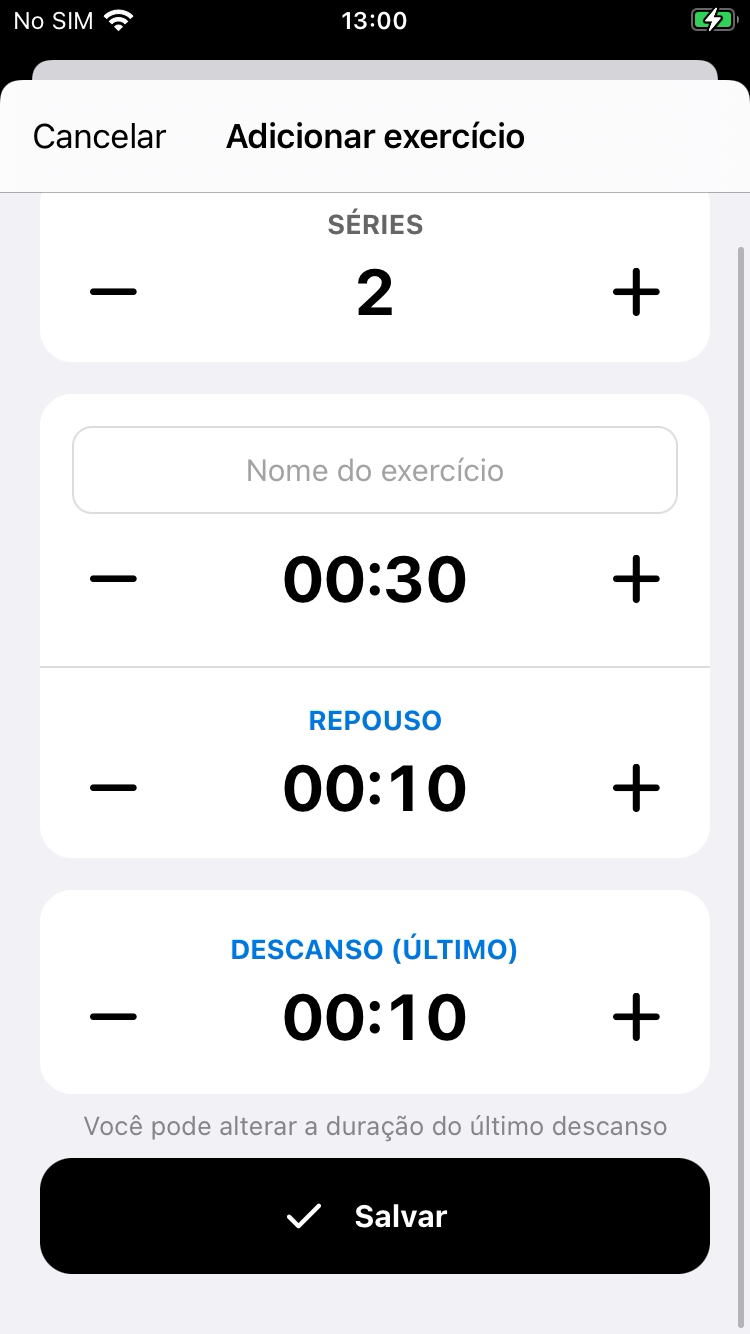 No SIM 13:00
Cancelar Adicionar exercício
SÉRIES
2
Nome do exercício
00:30
REPOUSO
00:10
DESCANSO (ÚLTIMO)
00:10
Você pode alterar a duração do último descanso
Salvar